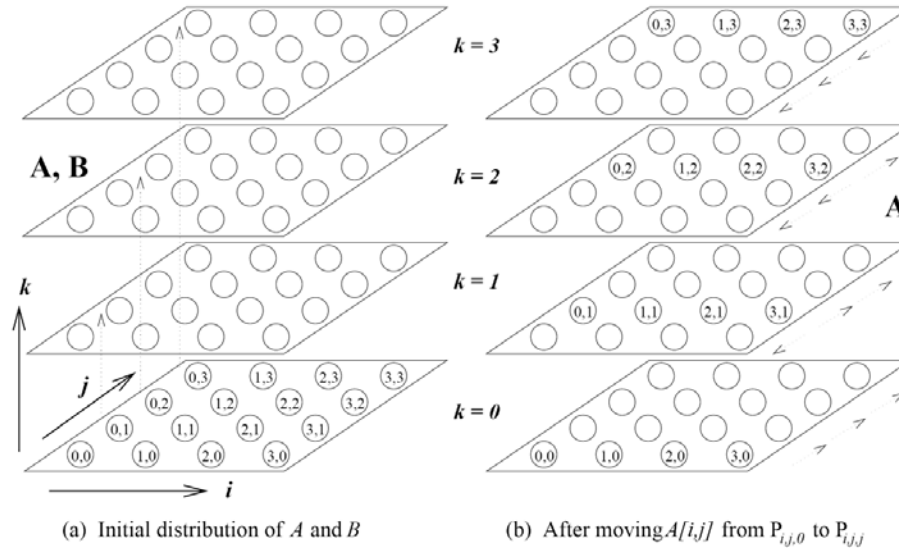 0,3 1,3 2,3 3,3
k = 3
A, B
0,2 1,2 2,2 3,2
k = 2
A
k
0,1 1,1 2,1 3,1
k = 1
j
0,3 1,3 2,3 3,3
0,2 1,2 2,2 3,2
0,1 1,1 2,1 3,1
0,0 1,0 2,0 3,0
i
k = 0
0,0 1,0 2,0 3,0
(a) Initial distribution of A and B
(b) After moving A[i,j] from P i,j,0 to P i,j,j